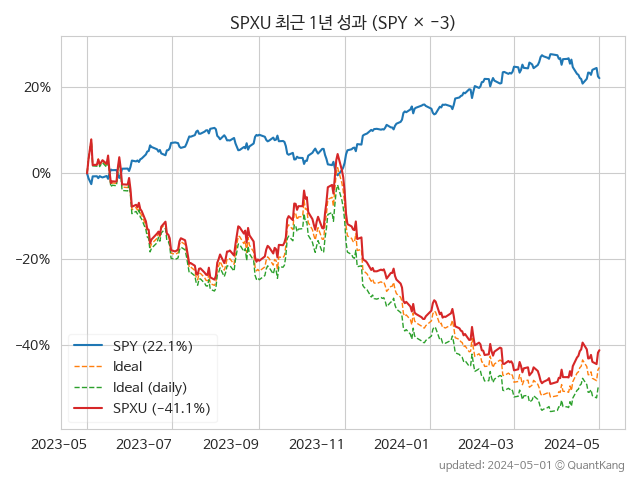 SPXU 최근 1년 성과 (SPY × −3)
20%
0%
−20%
−40%
SPY (22.1%)
Ideal
Ideal (daily)
SPXU (−41.1%)
2023−05 2023−07 2023−09 2023−11 2024−01 2024−03 2024−05
updated: 2024-05-01 © QuantKang